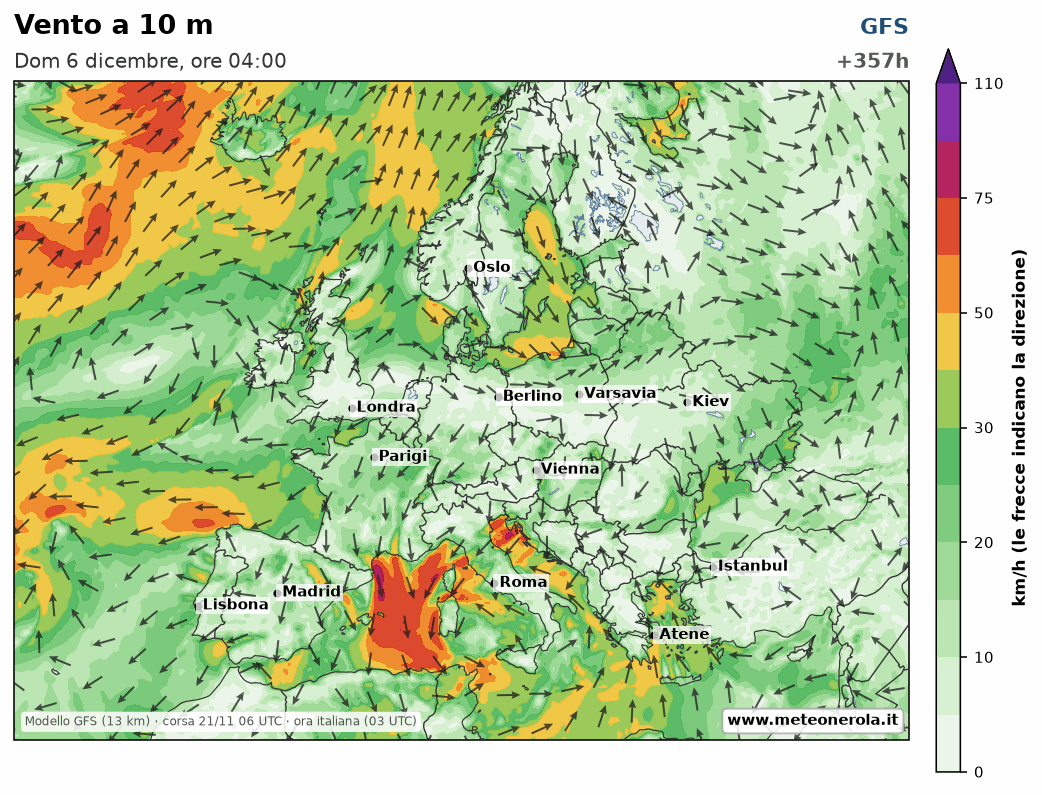 Vento a 10 m
GFS
Dom 6 dicembre, ore 04:00
+357h
110
75
50
30
20
10
0
km/h (le frecce indicano la direzione)
Oslo
Berlino
Varsavia
Kiev
Londra
Parigi
Vienna
Istanbul
Roma
Madrid
Lisbona
Atene
Modello GFS (13 km) · corsa 21/11 06 UTC · ora italiana (03 UTC)
www.meteonerola.it